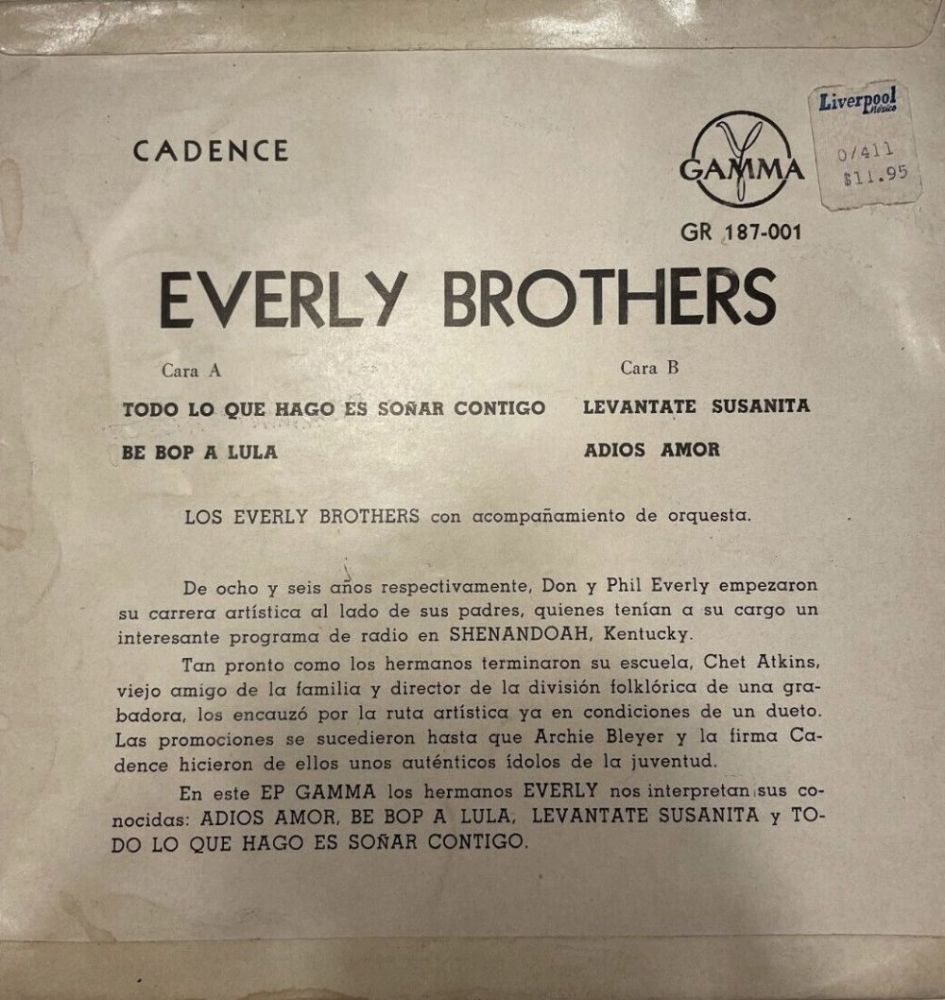 Liverpool
México
0/411
$11.95
CADENCE
GAMMA
GR 187-001
EVERLY BROTHERS
Cara A
Cara B
TODO LO QUE HAGO ES SOÑAR CONTIGO
LEVANTATE SUSANITA
BE BOP A LULA
ADIOS AMOR
LOS EVERLY BROTHERS con acompañamiento de orquesta.
De ocho y seis años respectivamente, Don y Phil Everly empezaron
su carrera artística al lado de sus padres, quienes tenían a su cargo un
interesante programa de radio en SHENANDOAH, Kentucky.
Tan pronto como los hermanos terminaron su escuela, Chet Atkins,
viejo amigo de la familia y director de la división folklórica de una gra-
badora, los encauzó por la ruta artística ya en condiciones de un dueto.
Las promociones se sucedieron hasta que Archie Bleyer y la firma Ca-
dence hicieron de ellos unos auténticos ídolos de la juventud.
En este EP GAMMA los hermanos EVERLY nos interpretan sus co-
nocidas: ADIOS AMOR, BE BOP A LULA, LEVANTATE SUSANITA y TO-
DO LO QUE HAGO ES SOÑAR CONTIGO.